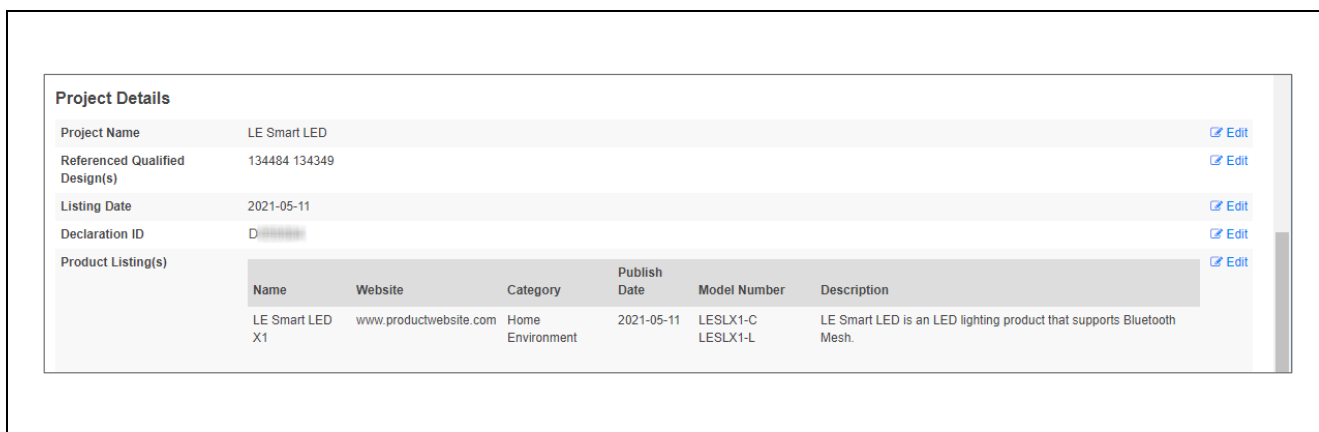 Project Details
Project Name LE Smart LED Edit
Referenced Qualified Design(s) 134484 134349 Edit
Listing Date 2021-05-11 Edit
Declaration ID D Edit
Product Listing(s) Edit
Name Website Category Publish Date Model Number Description
LE Smart LED X1 www.productwebsite.com Home Environment 2021-05-11 LESLX1-C LESLX1-L LE Smart LED is an LED lighting product that supports Bluetooth Mesh.